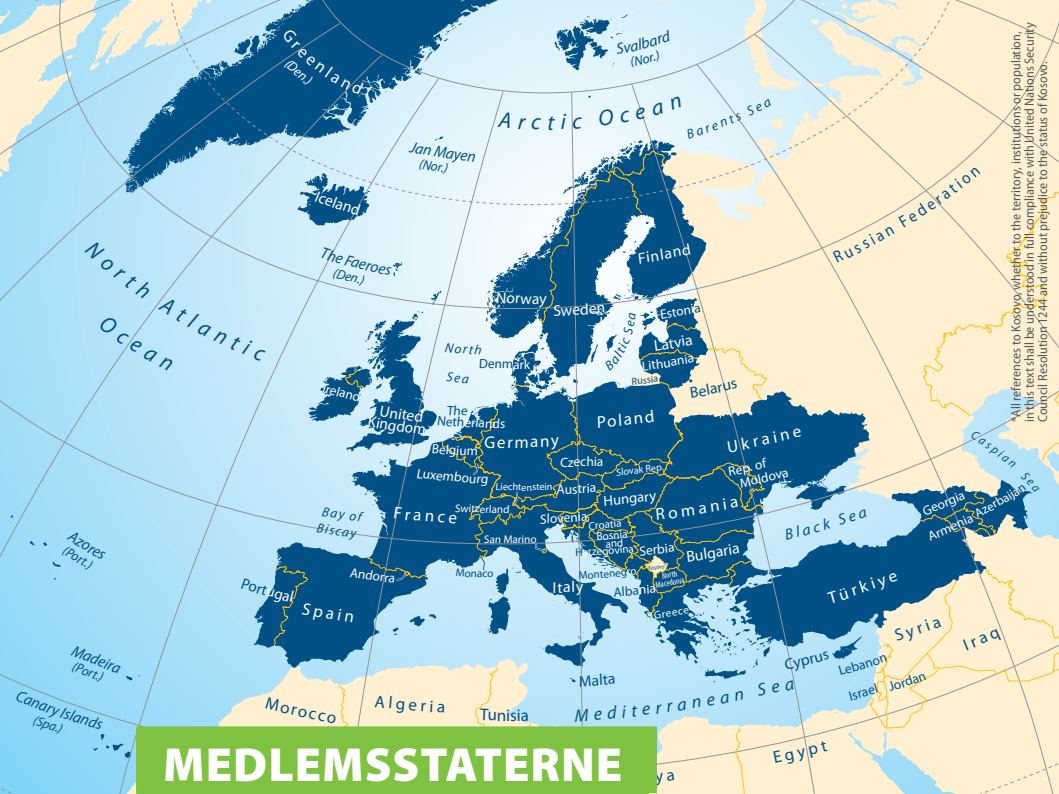 Greenland
(Den.)
Svalbard
(Nor.)
Arctic Ocean
Barents Sea
Jan Mayen
(Nor.)
Iceland
Russian Federation
The Faeroes
(Den.)
North Atlantic
Ocean
Finland
Norway
Sweden
Estonia
Baltic Sea
Latvia
Lithuania
Russia
Belarus
North
Sea
Denmark
Ireland
United
Kingdom
The
Netherlands
Germany
Poland
Belgium
Luxembourg
Czechia
Slovak Rep.
Ukraine
Rep. of
Moldova
Liechtenstein
Austria
Hungary
Romania
France
Switzerland
Slovenia
Croatia
Bosnia
and
Herzegovina
Serbia
Bulgaria
San Marino
Bay of
Biscay
Black Sea
Caspian Sea
Georgia
Armenia
Azerbaijan
Azores
(Port.)
Andorra
Monaco
Italy
Montenegro
North
Macedonia
Albania
Greece
Türkiye
Portugal
Spain
Madeira
(Port.)
Canary Islands
(Spa.)
Malta
Cyprus
Lebanon
Syria
Iraq
Israel
Jordan
Mediterranean Sea
Morocco
Algeria
Tunisia
ya
Egypt
MEDLEMSSTATERNE
*All references to Kosovo, whether to the territory, institutions or population,
in this text shall be understood in full compliance with United Nations Security
Council Resolution 1244 and without prejudice to the status of Kosovo.